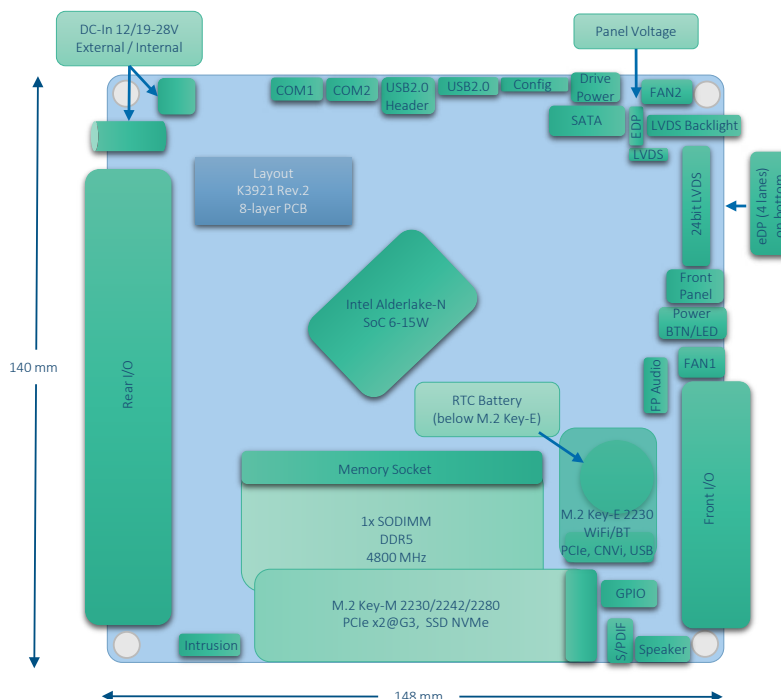 DC-In 12/19-28V
External / Internal
Panel Voltage
COM1
COM2
USB2.0
Header
USB2.0
Config
Drive
Power
FAN2
SATA
EDP
LVDS Backlight
LVDS
Layout
K3921 Rev.2
8-layer PCB
24bit LVDS
eDP (4 lanes)
on bottom
Intel Alderlake-N
SoC 6-15W
Front
Panel
Power
BTN/LED
140 mm
Rear I/O
FAN1
FP Audio
RTC Battery
(below M.2 Key-E)
Memory Socket
1x SODIMM
DDR5
4800 MHz
M.2 Key-E 2230
WiFi/BT
PCIe, CNVi, USB
Front I/O
M.2 Key-M 2230/2242/2280
PCIe x2@G3, SSD NVMe
GPIO
S/PDIF
Speaker
Intrusion
148 mm